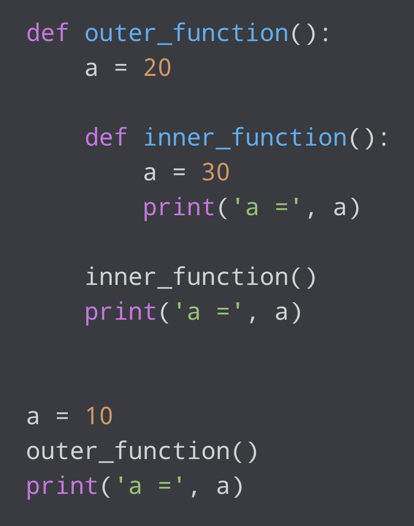 def outer_function():
    a = 20
    def inner_function():
        a = 30
        print('a =', a)
    inner_function()
    print('a =', a)
a = 10
outer_function()
print('a =', a)